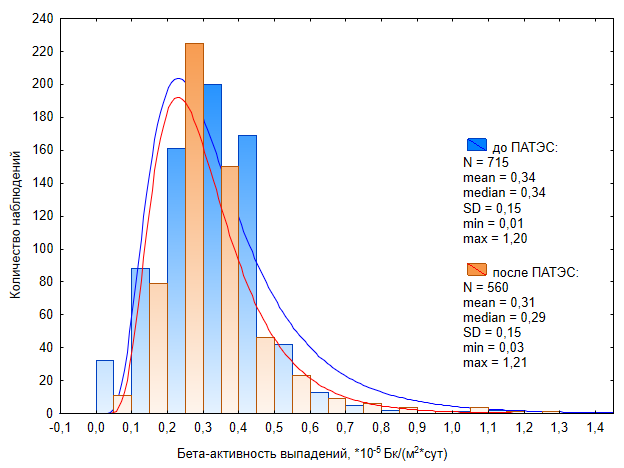 240
220
200
180
160
140
120
100
80
60
40
20
0
Количество наблюдений
-0,1 0,0 0,1 0,2 0,3 0,4 0,5 0,6 0,7 0,8 0,9 1,0 1,1 1,2 1,3 1,4
Бета-активность выпадений, *10⁻⁵ Бк/(м²*сут)
до ПАТЭС:
N = 715
mean = 0,34
median = 0,34
SD = 0,15
min = 0,01
max = 1,20
после ПАТЭС:
N = 560
mean = 0,31
median = 0,29
SD = 0,15
min = 0,03
max = 1,21